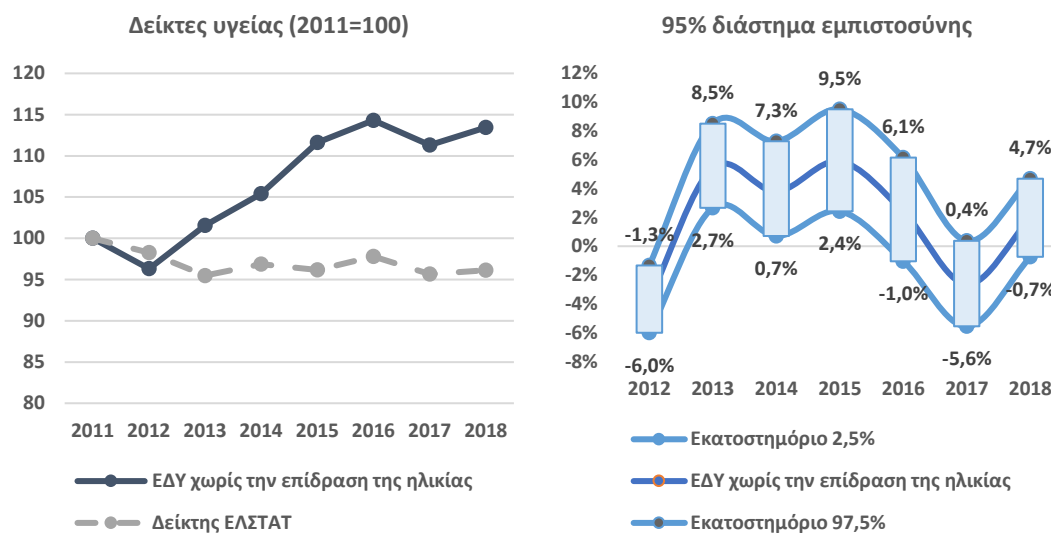 Δείκτες υγείας (2011=100)
120
115
110
105
100
95
90
85
80
2011 2012 2013 2014 2015 2016 2017 2018
ΕΔΥ χωρίς την επίδραση της ηλικίας
Δείκτης ΕΛΣΤΑΤ
95% διάστημα εμπιστοσύνης
12%
10%
8%
6%
4%
2%
0%
-2%
-4%
-6%
-8%
-1,3% 8,5% 7,3% 9,5% 6,1% 0,4% 4,7%
-6,0% 2,7% 0,7% 2,4% -1,0% -5,6% -0,7%
2012 2013 2014 2015 2016 2017 2018
Εκατοστημόριο 2,5%
ΕΔΥ χωρίς την επίδραση της ηλικίας
Εκατοστημόριο 97,5%